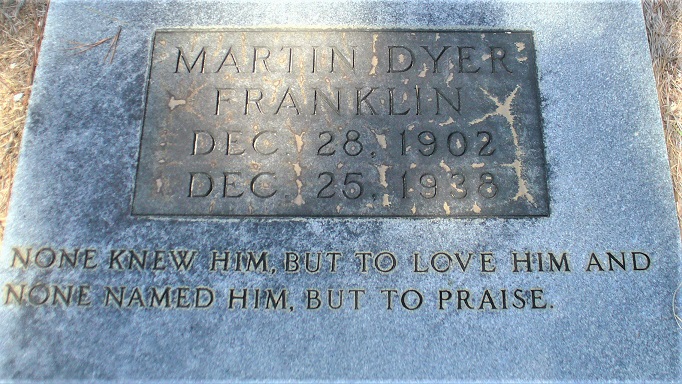 MARTIN DYER
FRANKLIN
DEC. 28, 1902
DEC. 25, 1938
NONE KNEW HIM, BUT TO LOVE HIM AND
NONE NAMED HIM, BUT TO PRAISE.